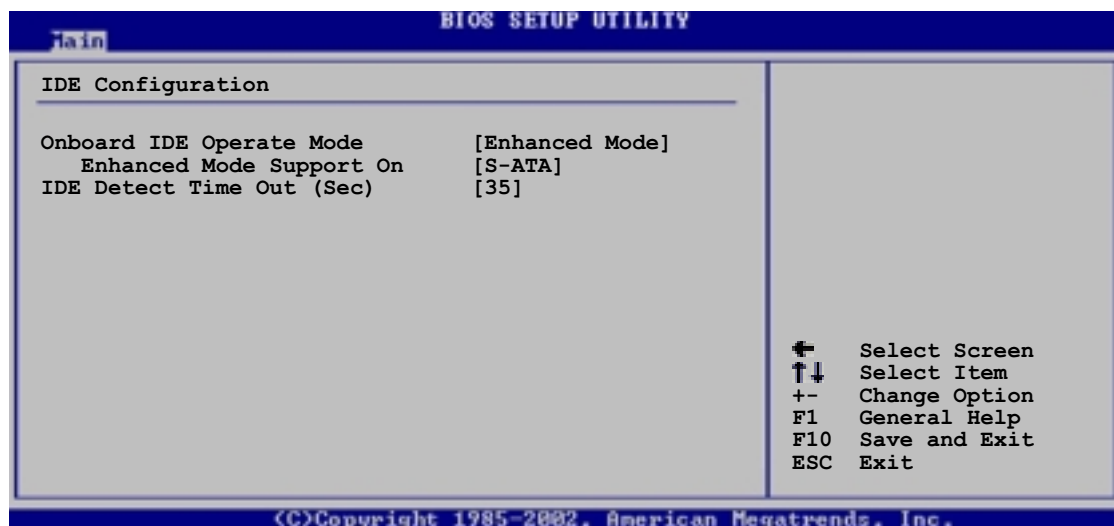 BIOS SETUP UTILITY
Main
IDE Configuration
Onboard IDE Operate Mode [Enhanced Mode]
Enhanced Mode Support On [S-ATA]
IDE Detect Time Out (Sec) [35]
← Select Screen
↑↓ Select Item
+- Change Option
F1 General Help
F10 Save and Exit
ESC Exit
(C)Copyright 1985-2002, American Megatrends, Inc.